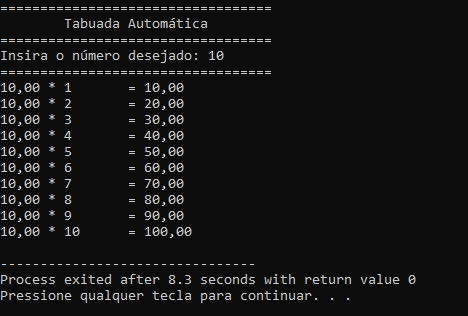 ==================================
        Tabuada Automática
==================================
Insira o número desejado: 10
==================================
10,00 * 1       = 10,00
10,00 * 2       = 20,00
10,00 * 3       = 30,00
10,00 * 4       = 40,00
10,00 * 5       = 50,00
10,00 * 6       = 60,00
10,00 * 7       = 70,00
10,00 * 8       = 80,00
10,00 * 9       = 90,00
10,00 * 10      = 100,00
--------------------------------
Process exited after 8.3 seconds with return value 0
Pressione qualquer tecla para continuar. . .